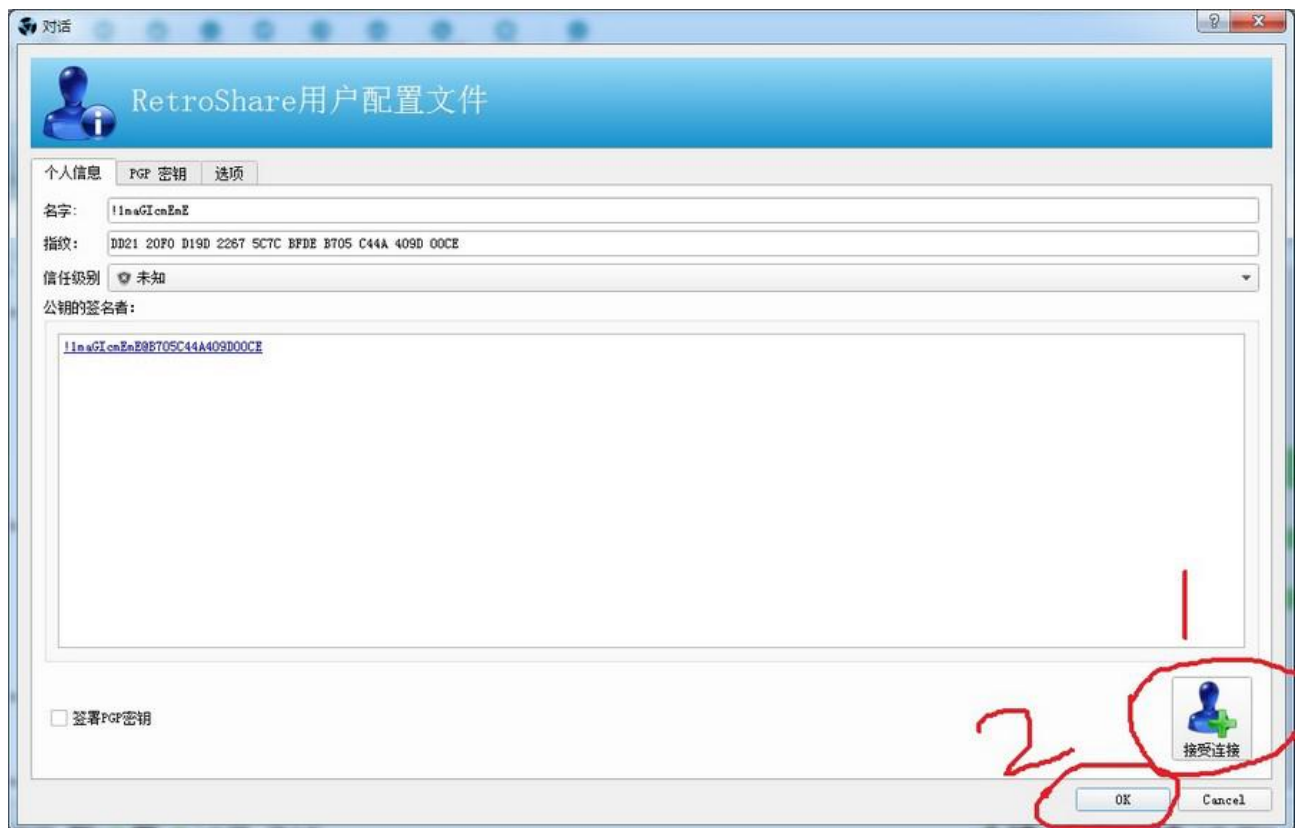 对话
RetroShare用户配置文件
个人信息 PGP 密钥 选项
名字: !1naGIcnEmE
指纹: DD21 20F0 D19D 2267 5C7C BFDE B705 C44A 409D 00CE
信任级别 未知
公钥的签名者:
!1naGIcmEmE@B705C44A409D00CE
1
签署PGP密钥
2
接受连接
OK Cancel